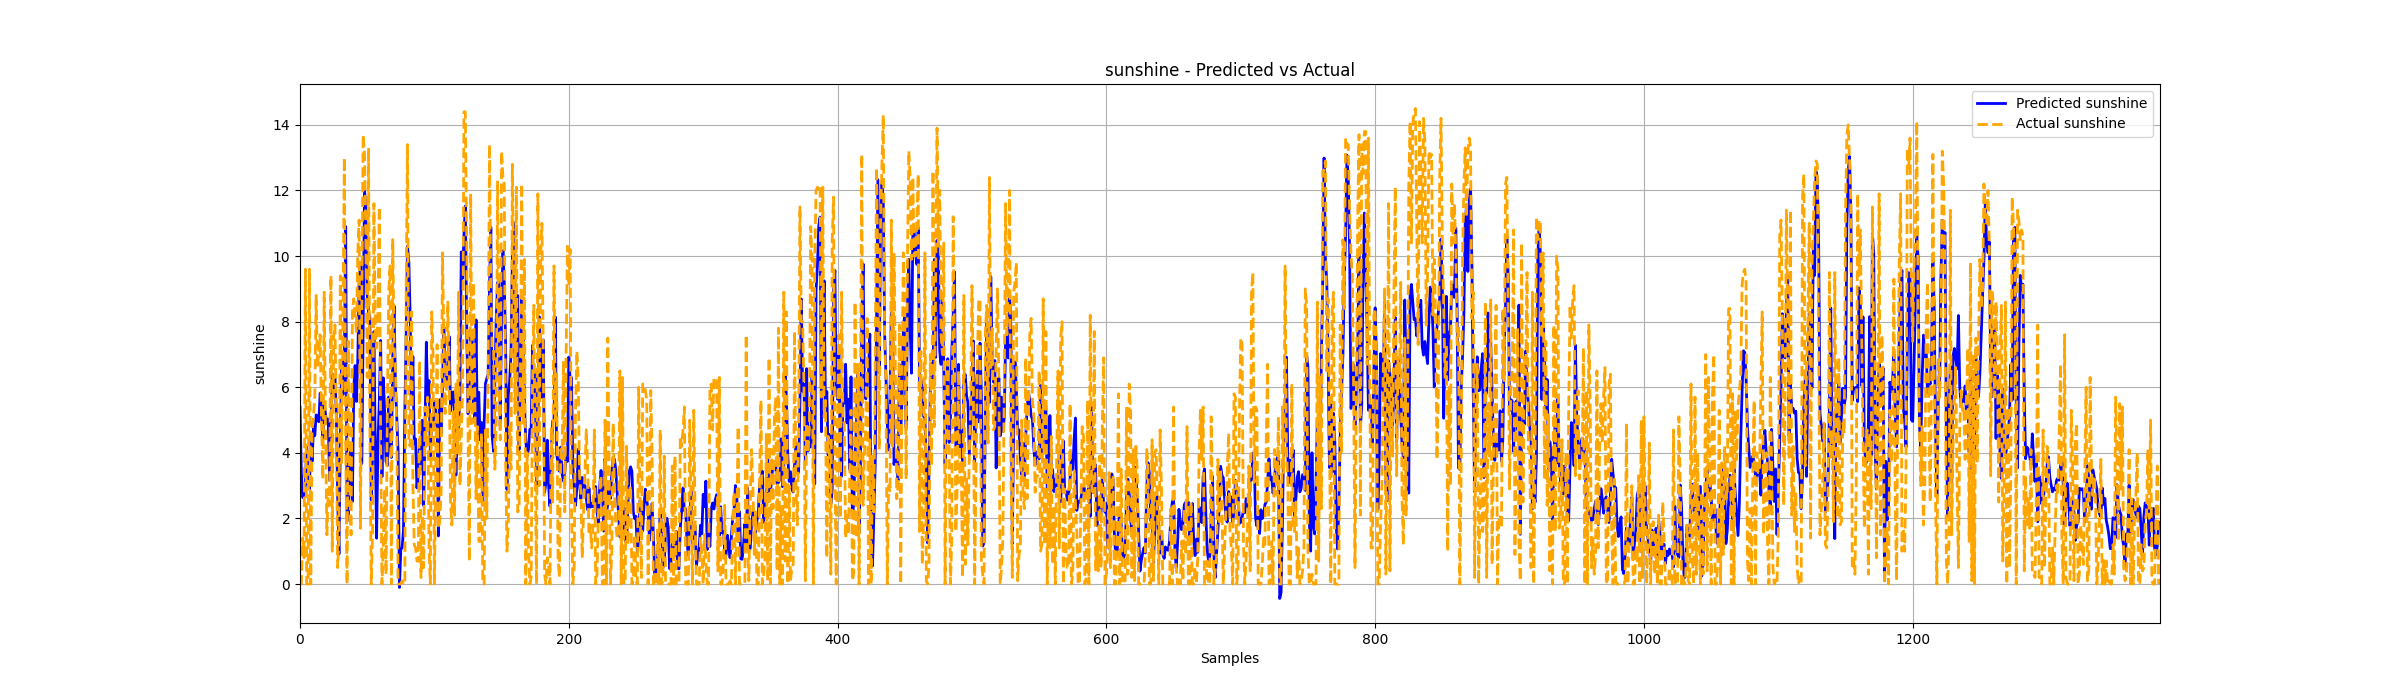 sunshine - Predicted vs Actual
Predicted sunshine
Actual sunshine
sunshine
14
12
10
8
6
4
2
0
0 200 400 600 800 1000 1200
Samples